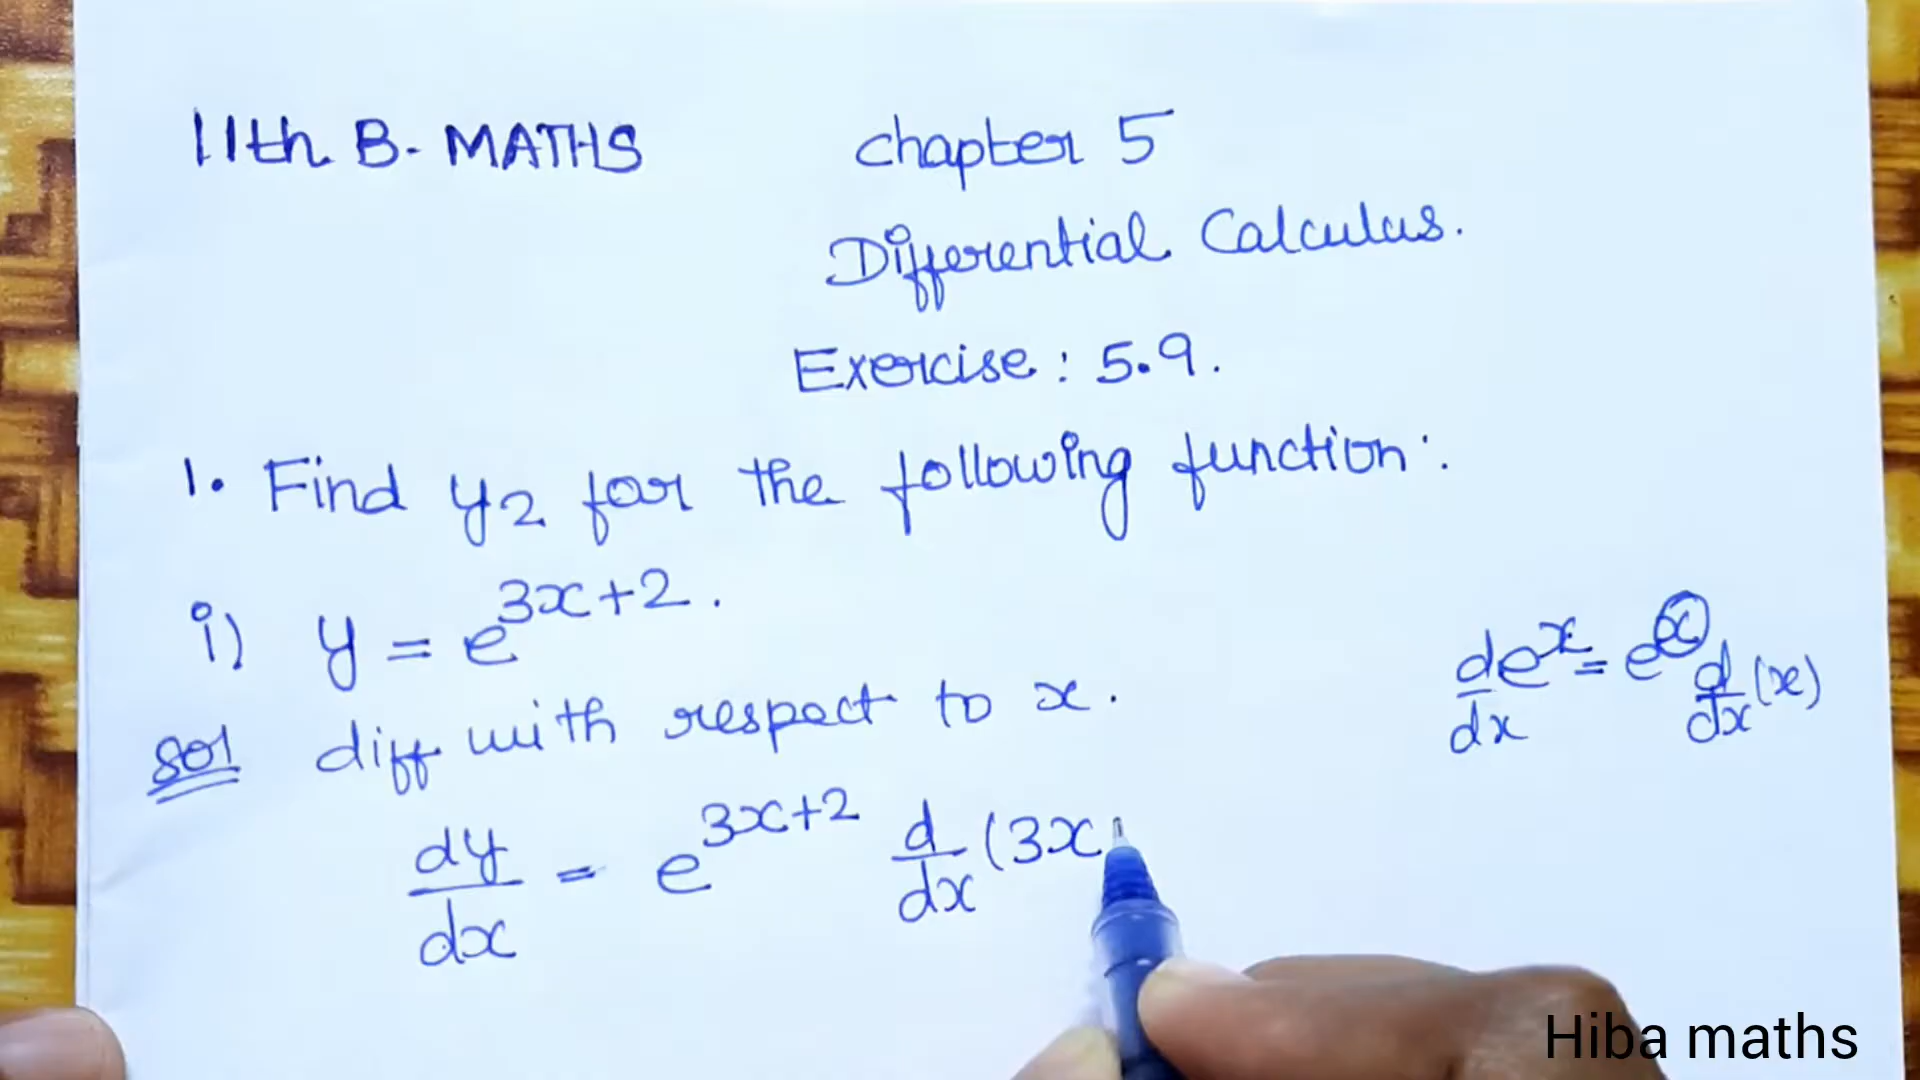 11th B. MATHS chapter 5
Differential Calculus.
Exercise : 5.9.
1. Find y₂ for the following function :
i) y = e^{3x+2}.
d/dx e^x = e^x d/dx (x)
Sol diff with respect to x.
dy/dx = e^{3x+2} d/dx (3x
Hiba maths